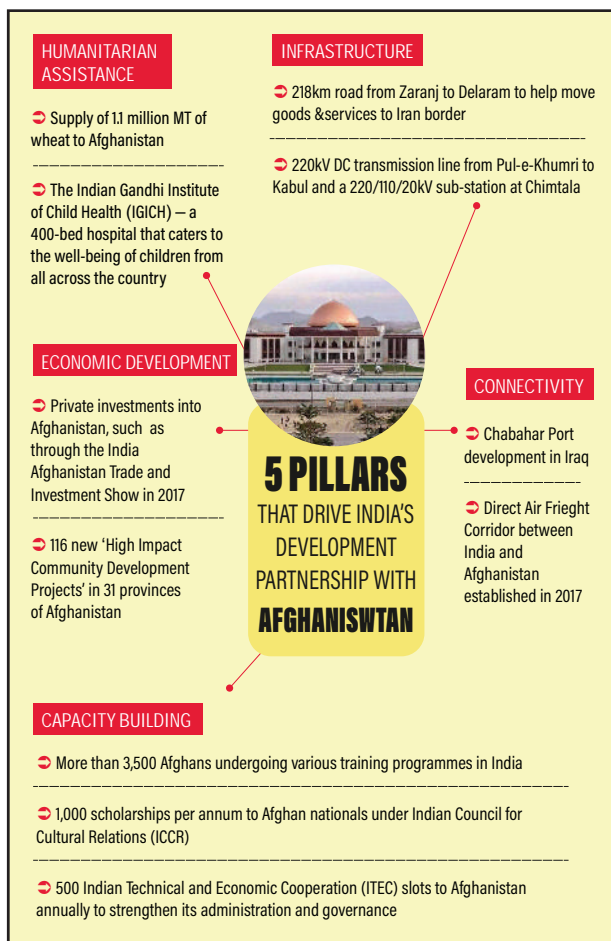 HUMANITARIAN
ASSISTANCE
➲ Supply of 1.1 million MT of
wheat to Afghanistan
➲ The Indian Gandhi Institute
of Child Health (IGICH) — a
400-bed hospital that caters to
the well-being of children from
all across the country
INFRASTRUCTURE
➲ 218km road from Zaranj to Delaram to help move
goods &services to Iran border
➲ 220kV DC transmission line from Pul-e-Khumri to
Kabul and a 220/110/20kV sub-station at Chimtala
ECONOMIC DEVELOPMENT
➲ Private investments into
Afghanistan, such as
through the India
Afghanistan Trade and
Investment Show in 2017
➲ 116 new ‘High Impact
Community Development
Projects’ in 31 provinces
of Afghanistan
5 PILLARS
THAT DRIVE INDIA’S
DEVELOPMENT
PARTNERSHIP WITH
AFGHANISWTAN
CONNECTIVITY
➲ Chabahar Port
development in Iraq
➲ Direct Air Frieght
Corridor between
India and
Afghanistan
established in 2017
CAPACITY BUILDING
➲ More than 3,500 Afghans undergoing various training programmes in India
➲ 1,000 scholarships per annum to Afghan nationals under Indian Council for
Cultural Relations (ICCR)
➲ 500 Indian Technical and Economic Cooperation (ITEC) slots to Afghanistan
annually to strengthen its administration and governance